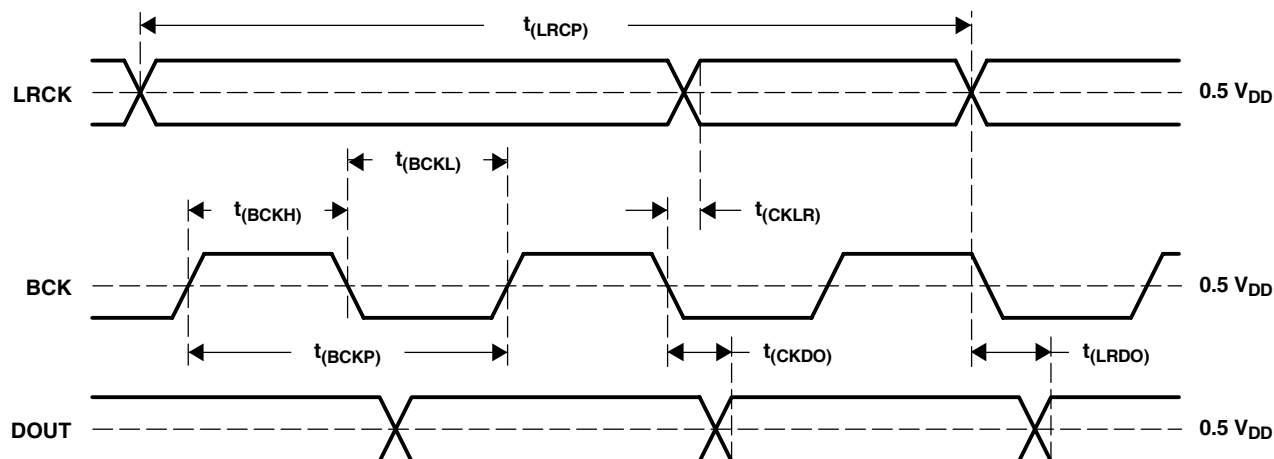 t(LRCP)
LRCK
0.5 VDD
t(BCKL)
t(BCKH)
t(CKLR)
BCK
0.5 VDD
t(BCKP)
t(CKDO)
t(LRDO)
DOUT
0.5 VDD